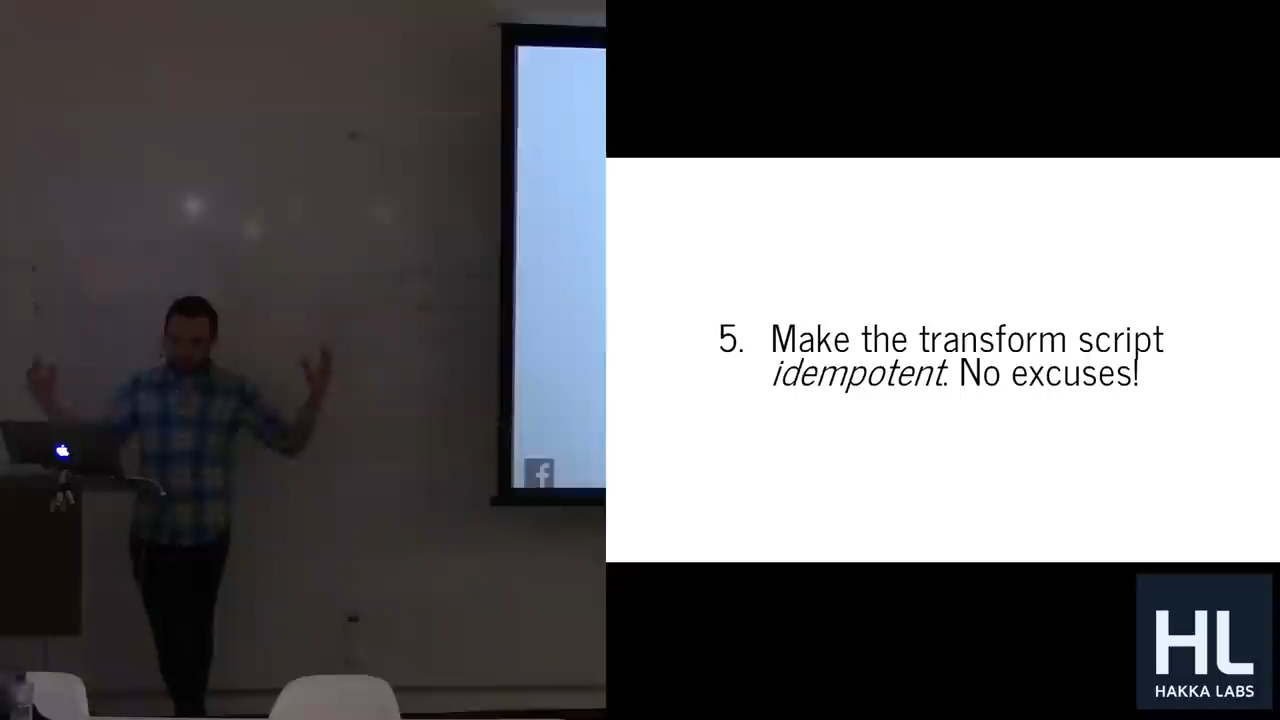 5. Make the transform script
idempotent. No excuses!
f
HL
HAKKA LABS